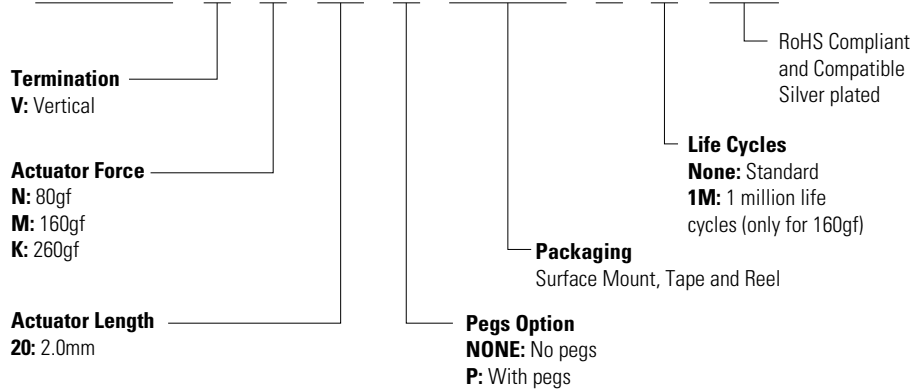 RoHS Compliant
and Compatible
Silver plated
Termination
V: Vertical
Life Cycles
None: Standard
1M: 1 million life
cycles (only for 160gf)
Actuator Force
N: 80gf
M: 160gf
K: 260gf
Packaging
Surface Mount, Tape and Reel
Actuator Length
20: 2.0mm
Pegs Option
NONE: No pegs
P: With pegs